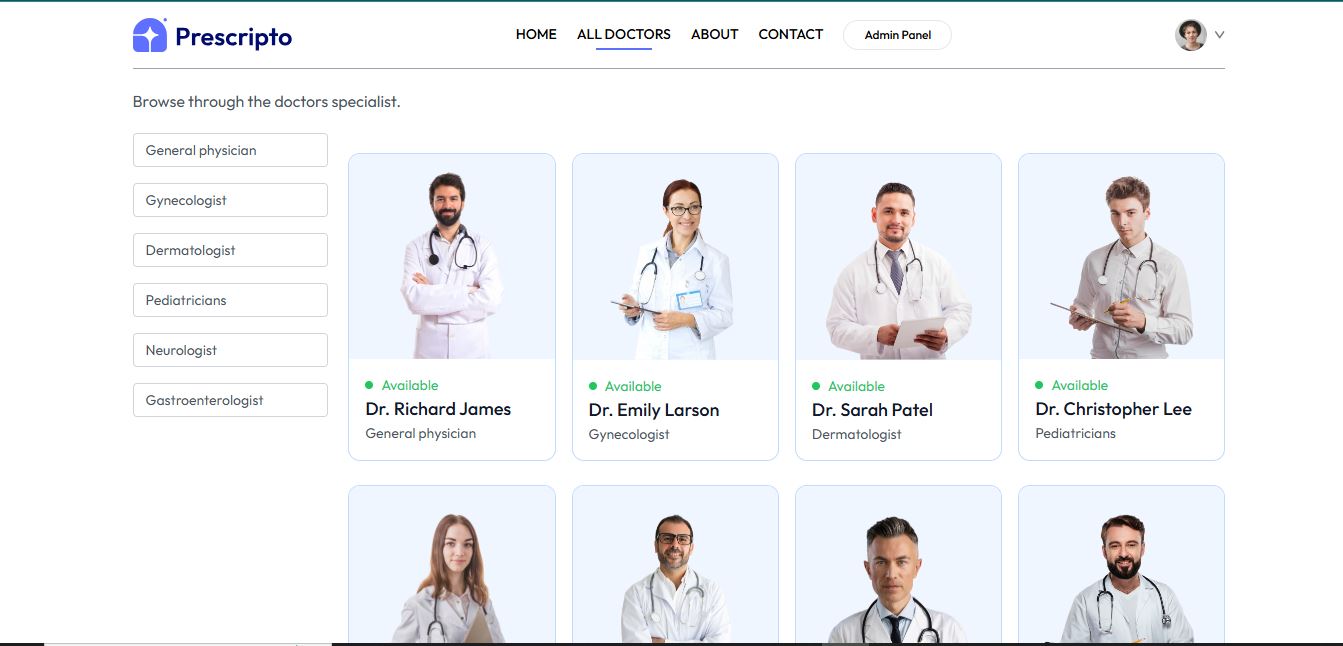 Prescripto
HOME ALL DOCTORS ABOUT CONTACT Admin Panel
Browse through the doctors specialist.
General physician
Gynecologist
Dermatologist
Pediatricians
Neurologist
Gastroenterologist
Available
Dr. Richard James
General physician
Available
Dr. Emily Larson
Gynecologist
Available
Dr. Sarah Patel
Dermatologist
Available
Dr. Christopher Lee
Pediatricians